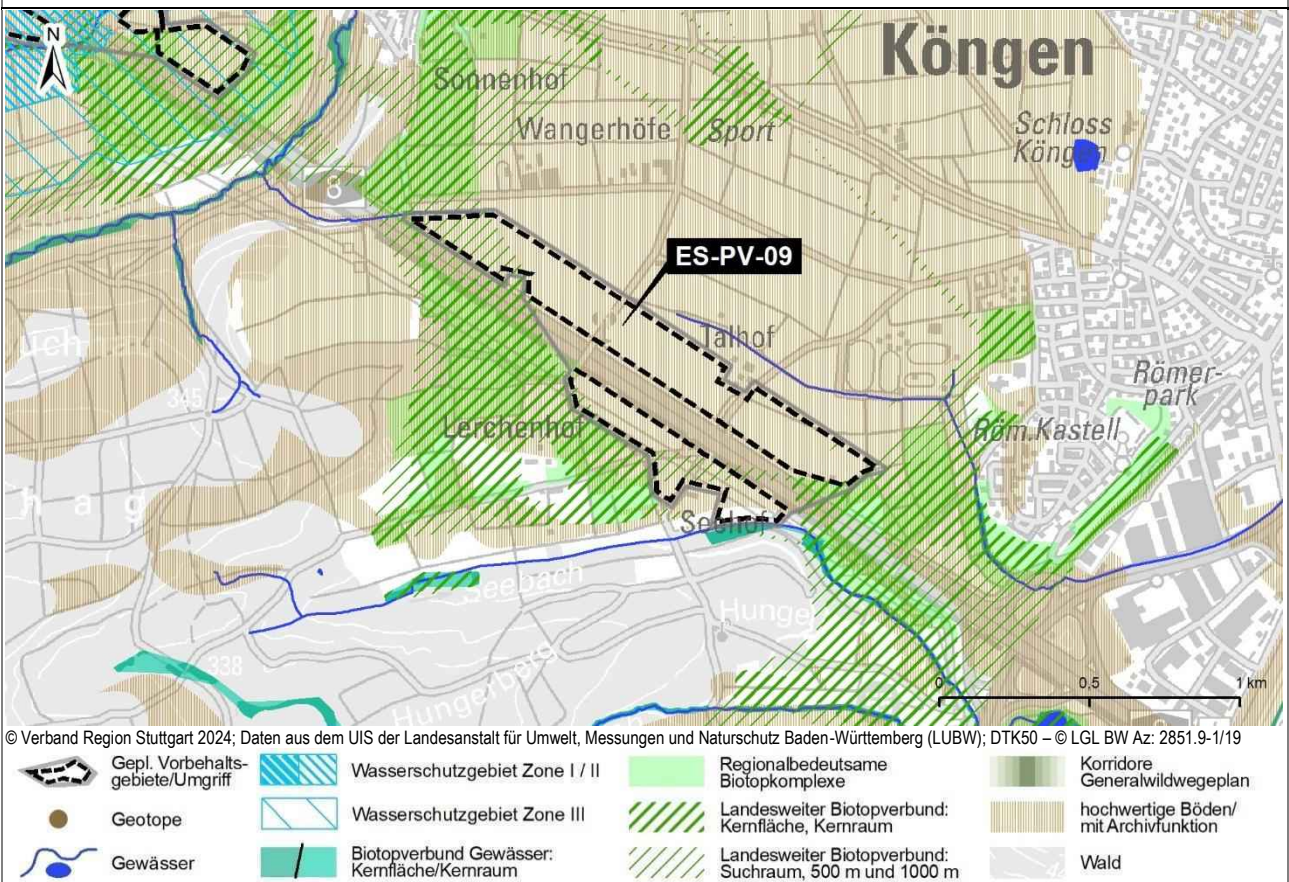 N
Köngen
Sonnenhof
Wangerhöfe
Sport
Schloss
Köngen
8
ES-PV-09
Talhof
345
Römer-
park
Lerchenhof
Röm.Kastell
h a g
Seehof
Seebach
338
Hungerberg
0
0,5
1 km
© Verband Region Stuttgart 2024; Daten aus dem UIS der Landesanstalt für Umwelt, Messungen und Naturschutz Baden-Württemberg (LUBW); DTK50 – © LGL BW Az: 2851.9-1/19
Gepl. Vorbehalts-
gebiete/Umgriff
Wasserschutzgebiet Zone I / II
Regionalbedeutsame
Biotopkomplexe
Korridore
Generalwildwegeplan
Geotope
Wasserschutzgebiet Zone III
Landesweiter Biotopverbund:
Kernfläche, Kernraum
hochwertige Böden/
mit Archivfunktion
Gewässer
Biotopverbund Gewässer:
Kernfläche/Kernraum
Landesweiter Biotopverbund:
Suchraum, 500 m und 1000 m
Wald